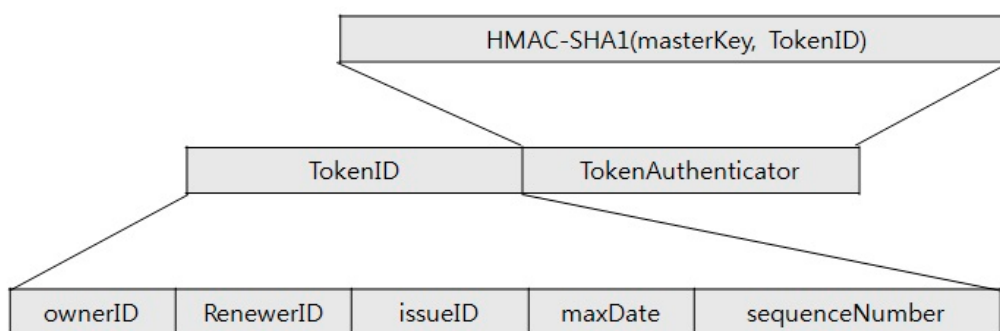 HMAC-SHA1(masterKey, TokenID)
TokenID TokenAuthenticator
ownerID RenewerID issueID maxDate sequenceNumber